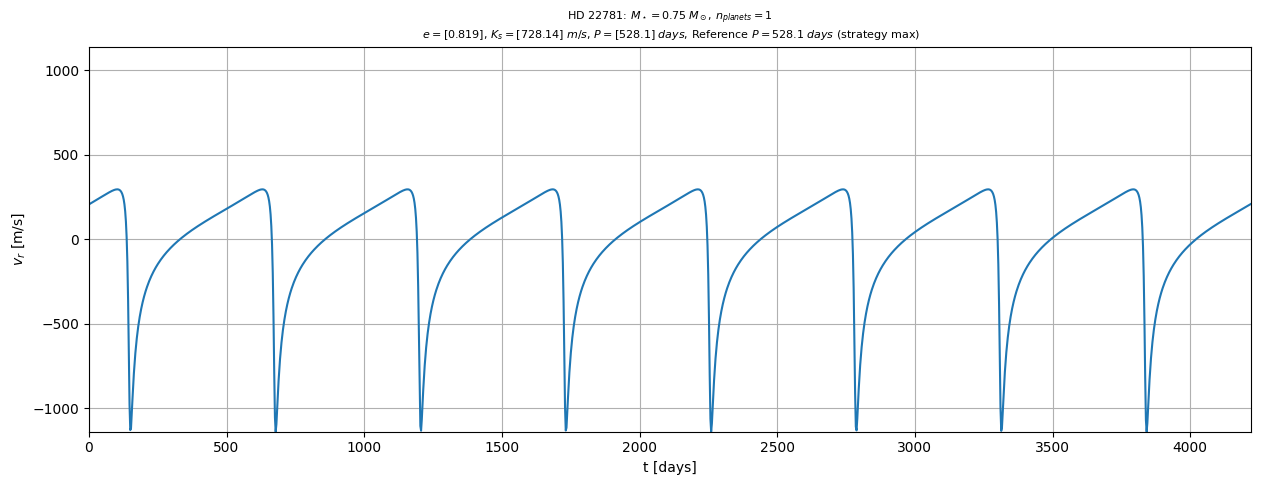 HD 22781: M⋆ = 0.75 M⊙, n_planets = 1
e = [0.819], K_s = [728.14] m/s, P = [528.1] days, Reference P = 528.1 days (strategy max)
1000
500
0
−500
−1000
v_r [m/s]
0 500 1000 1500 2000 2500 3000 3500 4000
t [days]